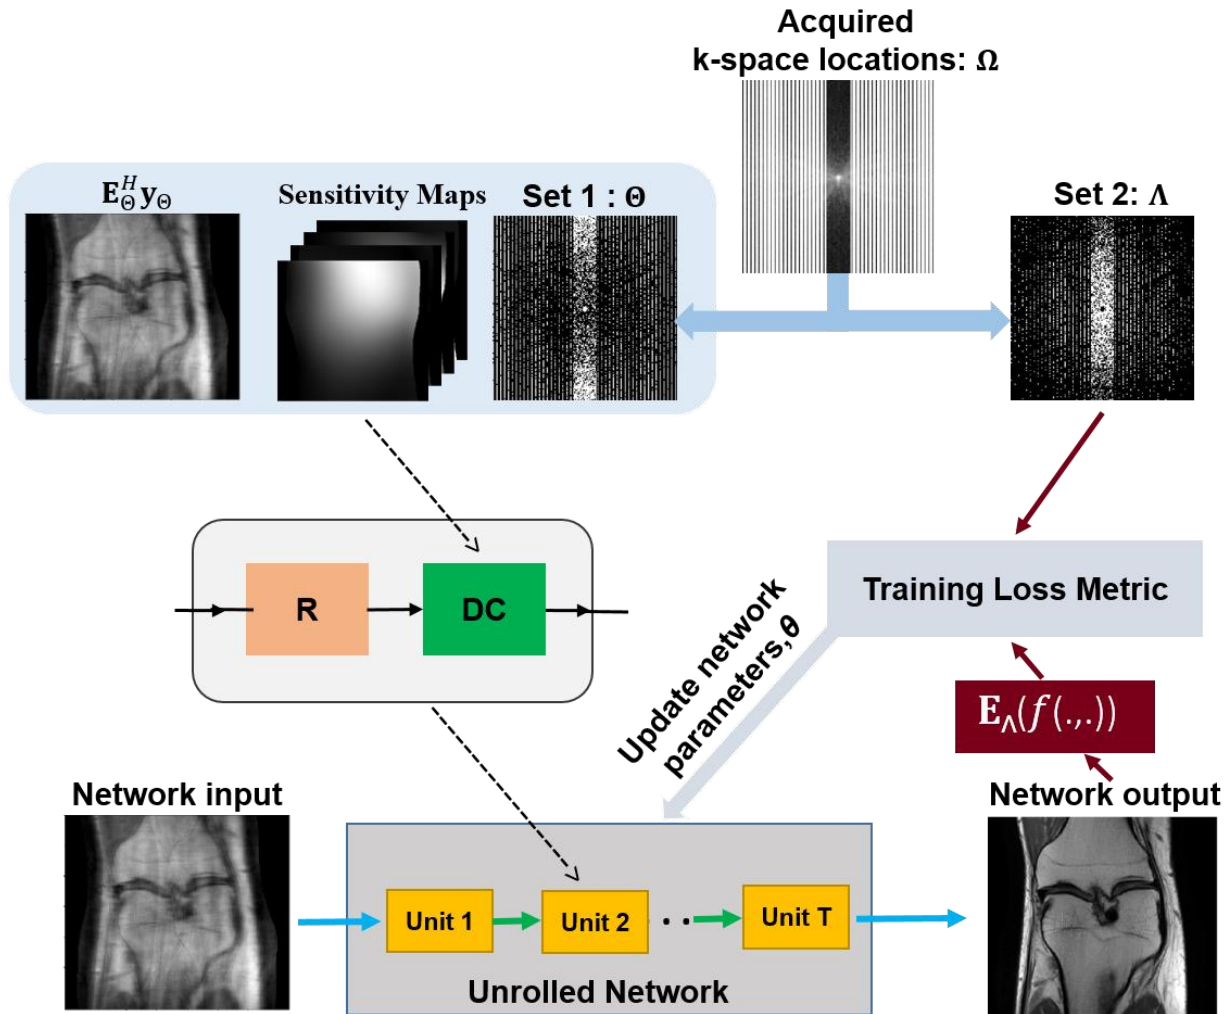 Acquired
k-space locations: Ω
E_Θ^H y_Θ
Sensitivity Maps
Set 1 : Θ
Set 2: Λ
R
DC
Training Loss Metric
Update network
parameters,θ
E_Λ(f(.,.))
Network input
Network output
Unit 1
Unit 2
. .
Unit T
Unrolled Network